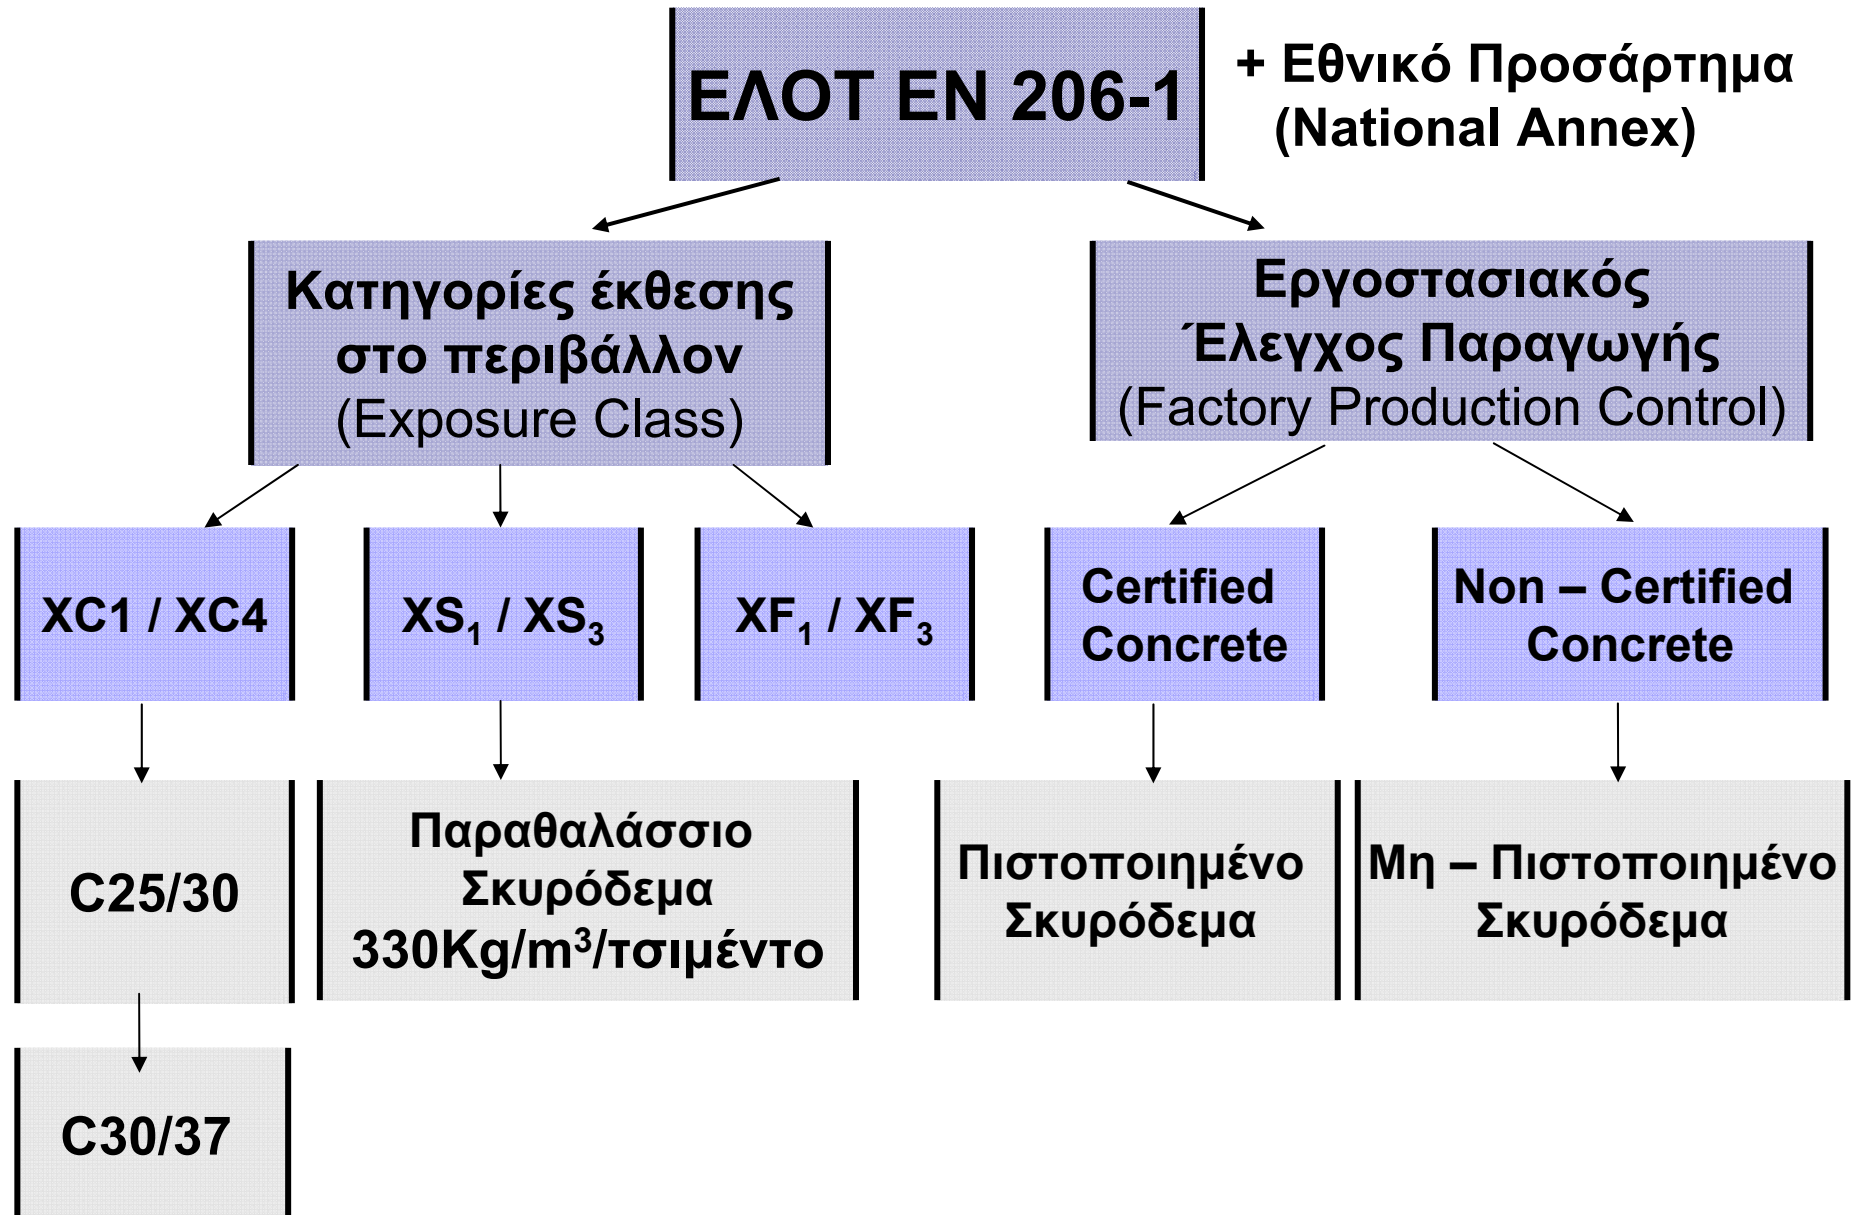 ΕΛΟΤ ΕΝ 206-1
+ Εθνικό Προσάρτημα
(National Annex)
Κατηγορίες έκθεσης
στο περιβάλλον
(Exposure Class)
Εργοστασιακός
Έλεγχος Παραγωγής
(Factory Production Control)
XC1 / XC4
XS₁ / XS₃
XF₁ / XF₃
Certified
Concrete
Non – Certified
Concrete
C25/30
Παραθαλάσσιο
Σκυρόδεμα
330Kg/m³/τσιμέντο
Πιστοποιημένο
Σκυρόδεμα
Μη – Πιστοποιημένο
Σκυρόδεμα
C30/37